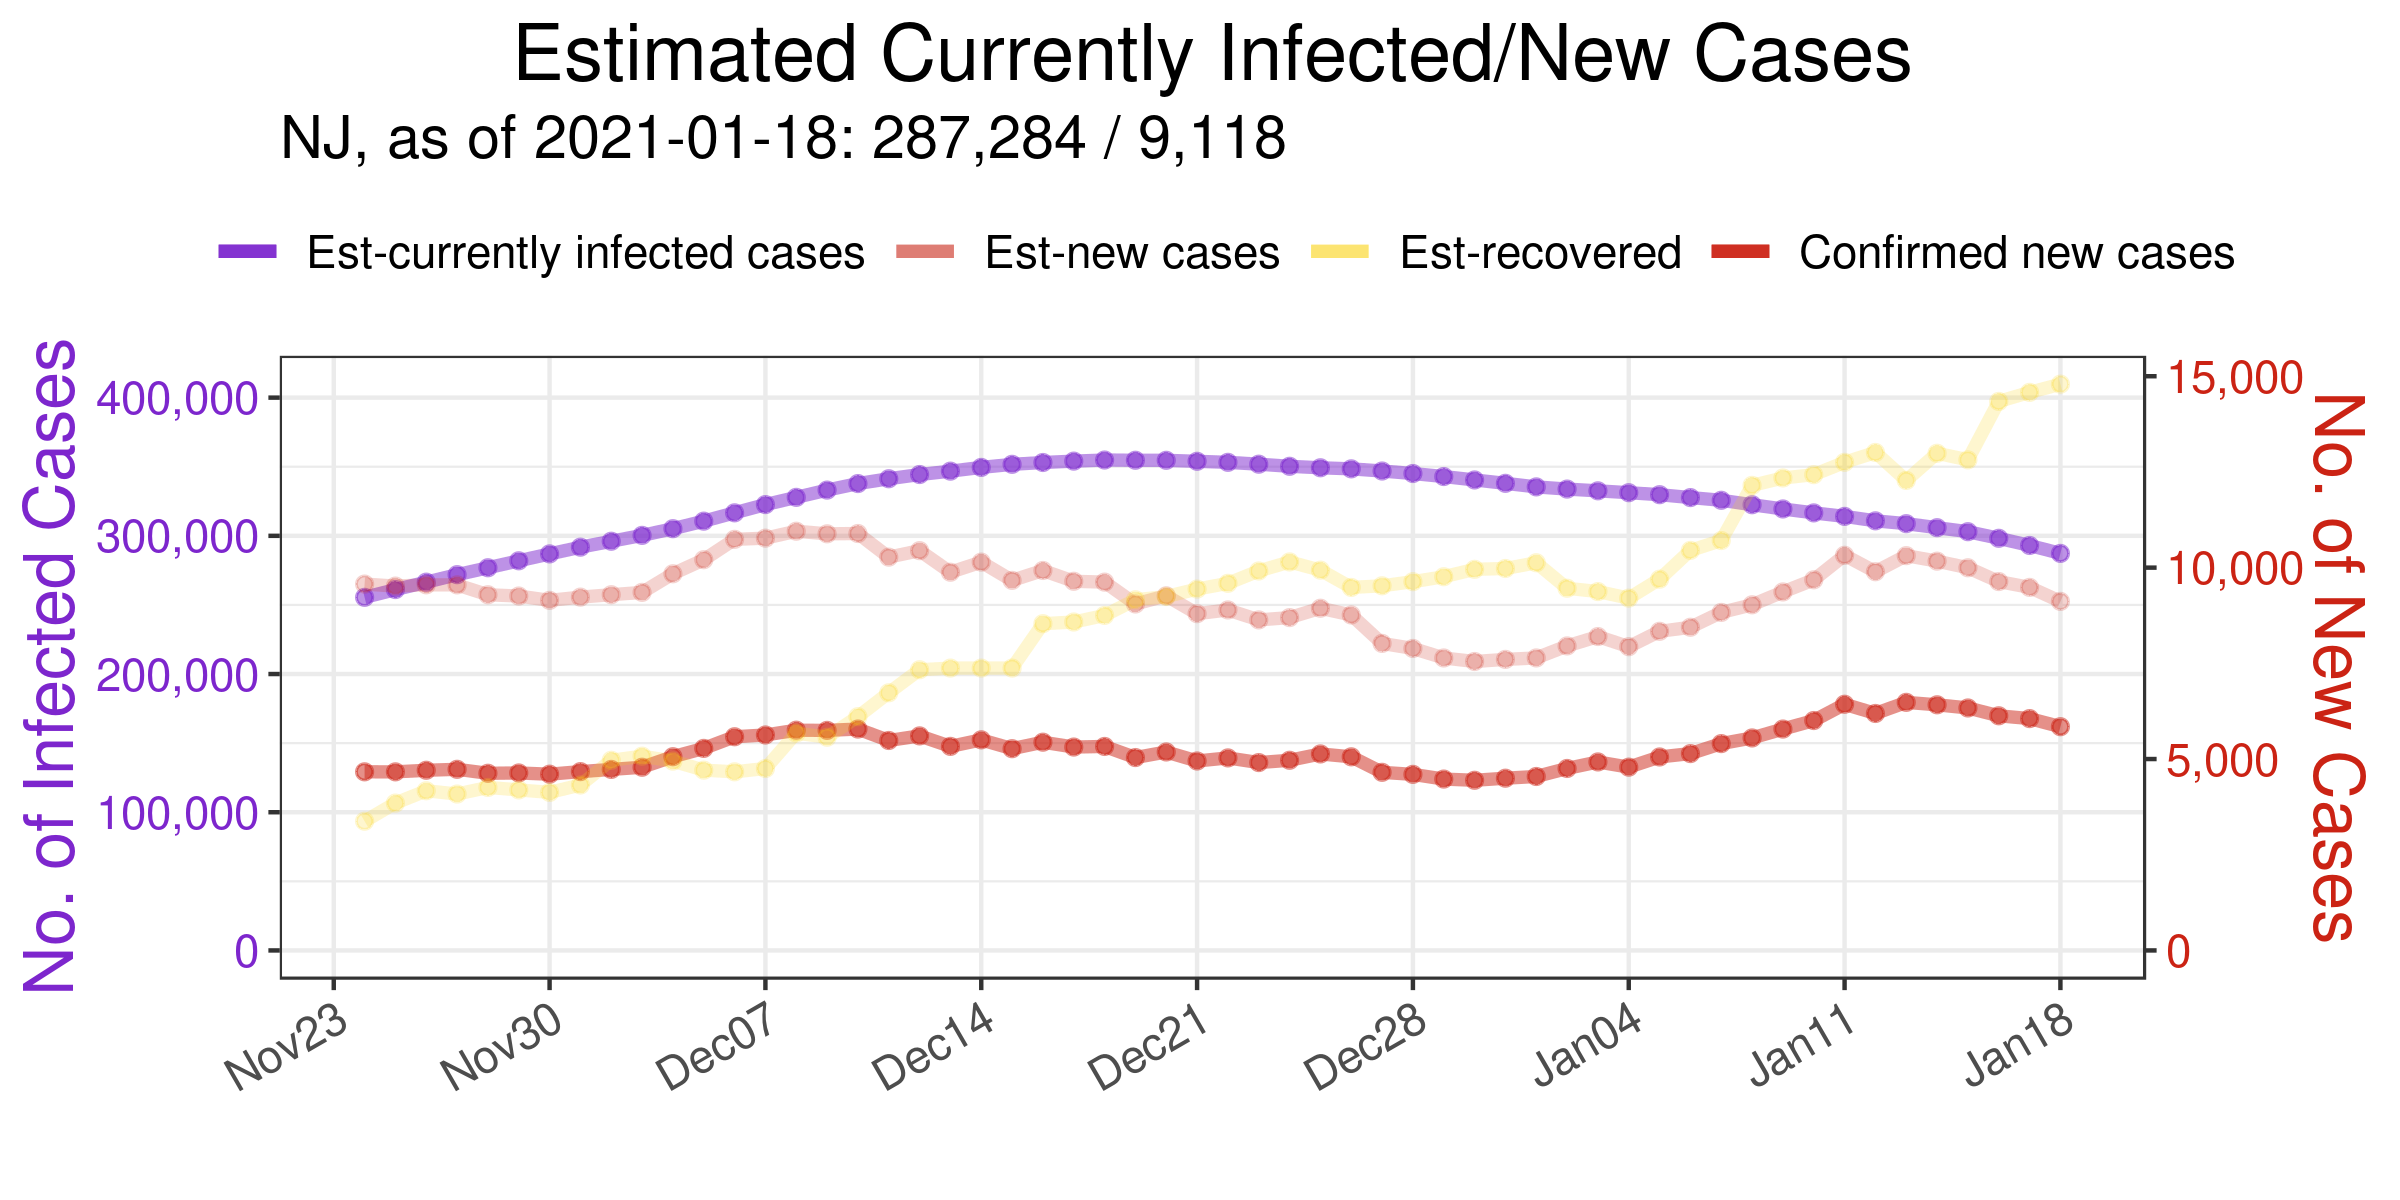 Estimated Currently Infected/New Cases
NJ, as of 2021-01-18: 287,284 / 9,118
Est-currently infected cases Est-new cases Est-recovered Confirmed new cases
No. of Infected Cases
400,000
300,000
200,000
100,000
0
15,000
10,000
5,000
0
No. of New Cases
Nov23 Nov30 Dec07 Dec14 Dec21 Dec28 Jan04 Jan11 Jan18